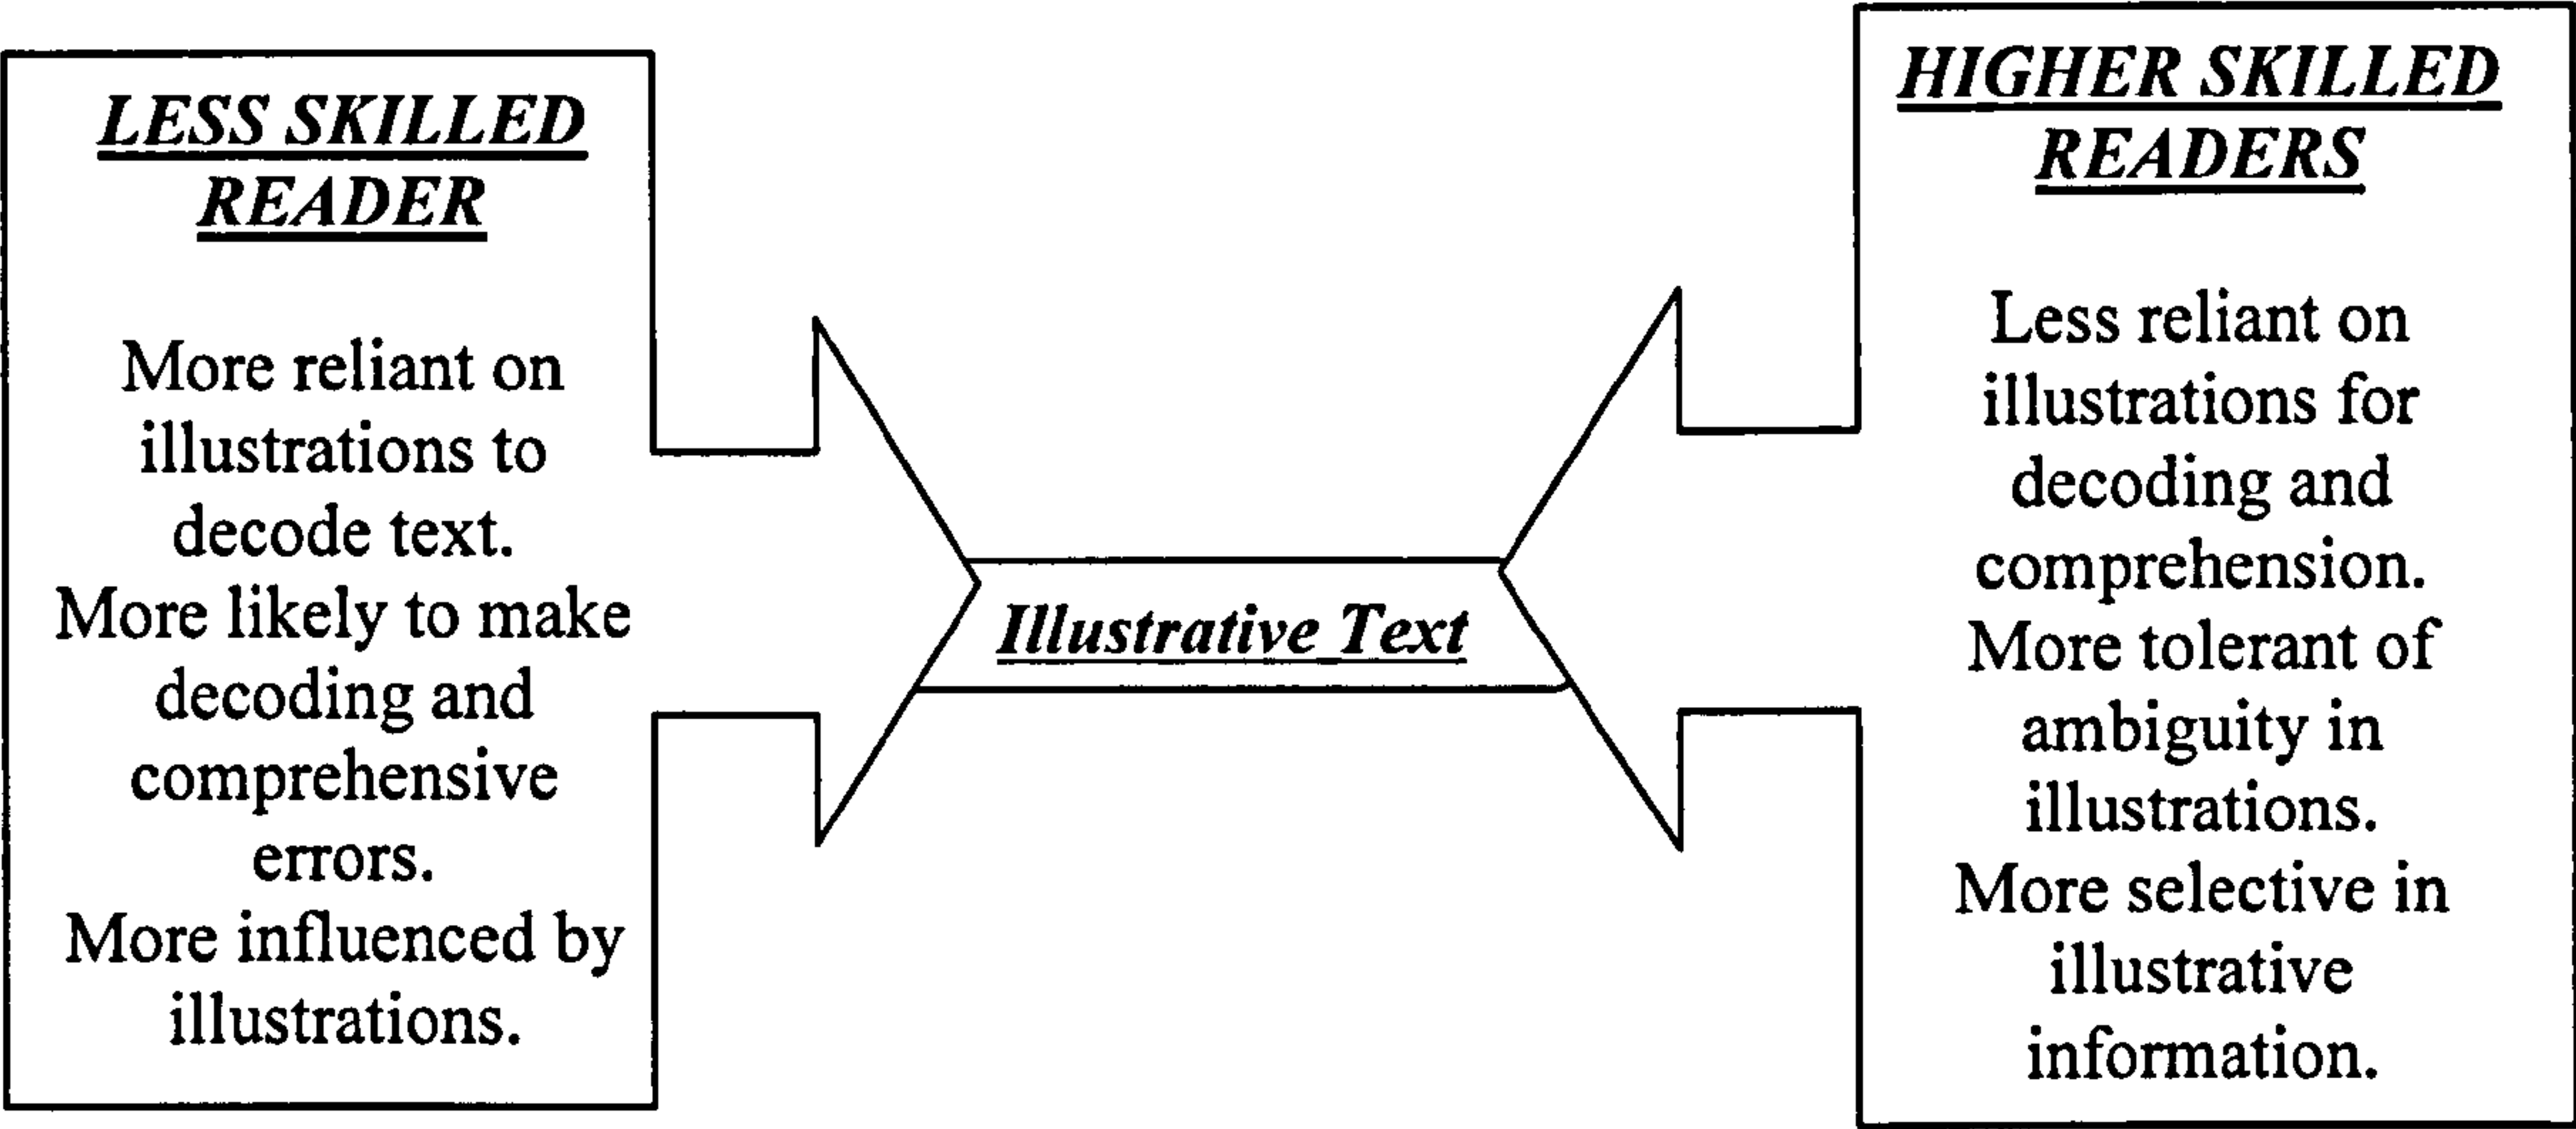 LESS SKILLED
READER
More reliant on
illustrations to
decode text.
More likely to make
decoding and
comprehensive
errors.
More influenced by
illustrations.
Illustrative Text
HIGHER SKILLED
READERS
Less reliant on
illustrations for
decoding and
comprehension.
More tolerant of
ambiguity in
illustrations.
More selective in
illustrative
information.